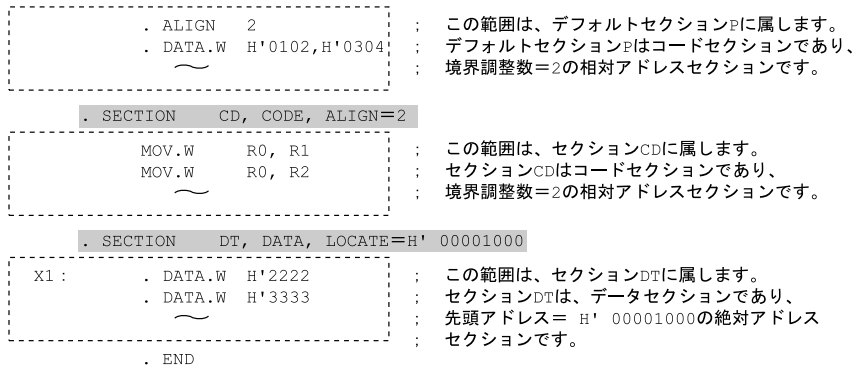 . ALIGN 2 ; この範囲は、デフォルトセクションPに属します。
. DATA.W H'0102,H'0304 ; デフォルトセクションPはコードセクションであり、
〜 ; 境界調整数＝2の相対アドレスセクションです。
. SECTION CD, CODE, ALIGN＝2
MOV.W R0, R1 ; この範囲は、セクションCDに属します。
MOV.W R0, R2 ; セクションCDはコードセクションであり、
〜 ; 境界調整数＝2の相対アドレスセクションです。
. SECTION DT, DATA, LOCATE＝H' 00001000
X1： . DATA.W H'2222 ; この範囲は、セクションDTに属します。
. DATA.W H'3333 ; セクションDTは、データセクションであり、
〜 ; 先頭アドレス＝ H' 00001000の絶対アドレス
; セクションです。
. END